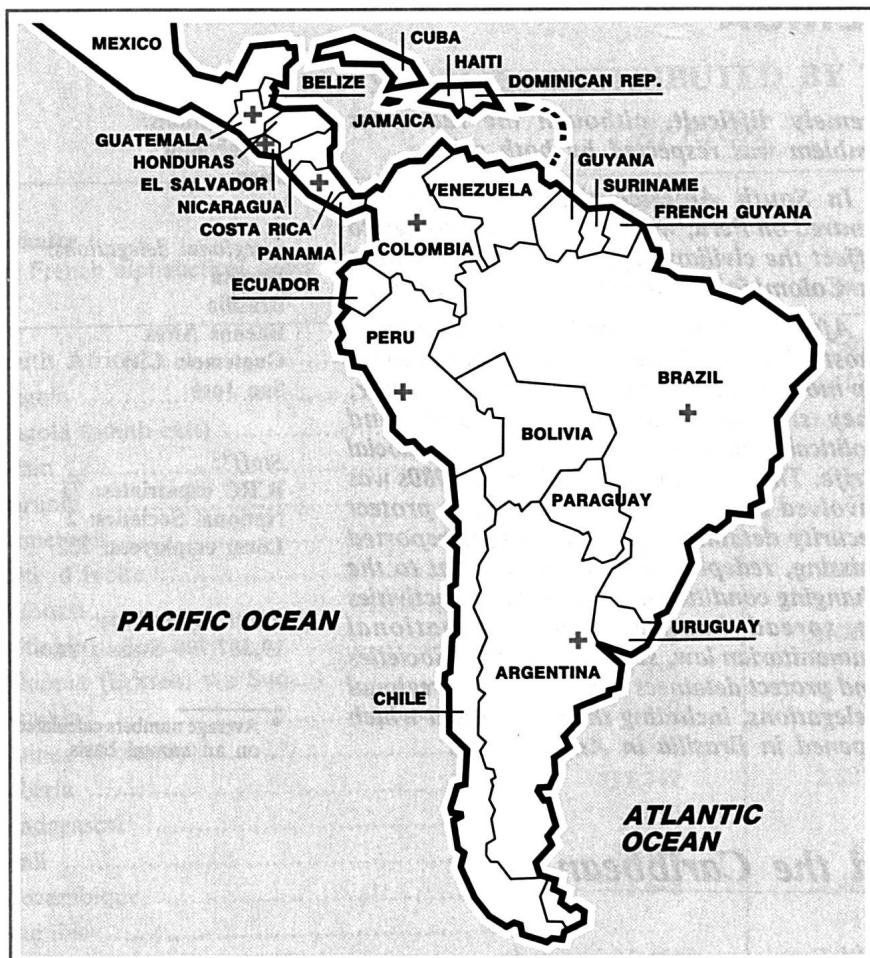 MEXICO
CUBA
HAITI
BELIZE
DOMINICAN REP.
JAMAICA
GUATEMALA
HONDURAS
GUYANA
EL SALVADOR
VENEZUELA
SURINAME
NICARAGUA
FRENCH GUYANA
COSTA RICA
PANAMA
COLOMBIA
ECUADOR
PERU
BRAZIL
BOLIVIA
PARAGUAY
PACIFIC OCEAN
URUGUAY
ARGENTINA
CHILE
ATLANTIC
OCEAN